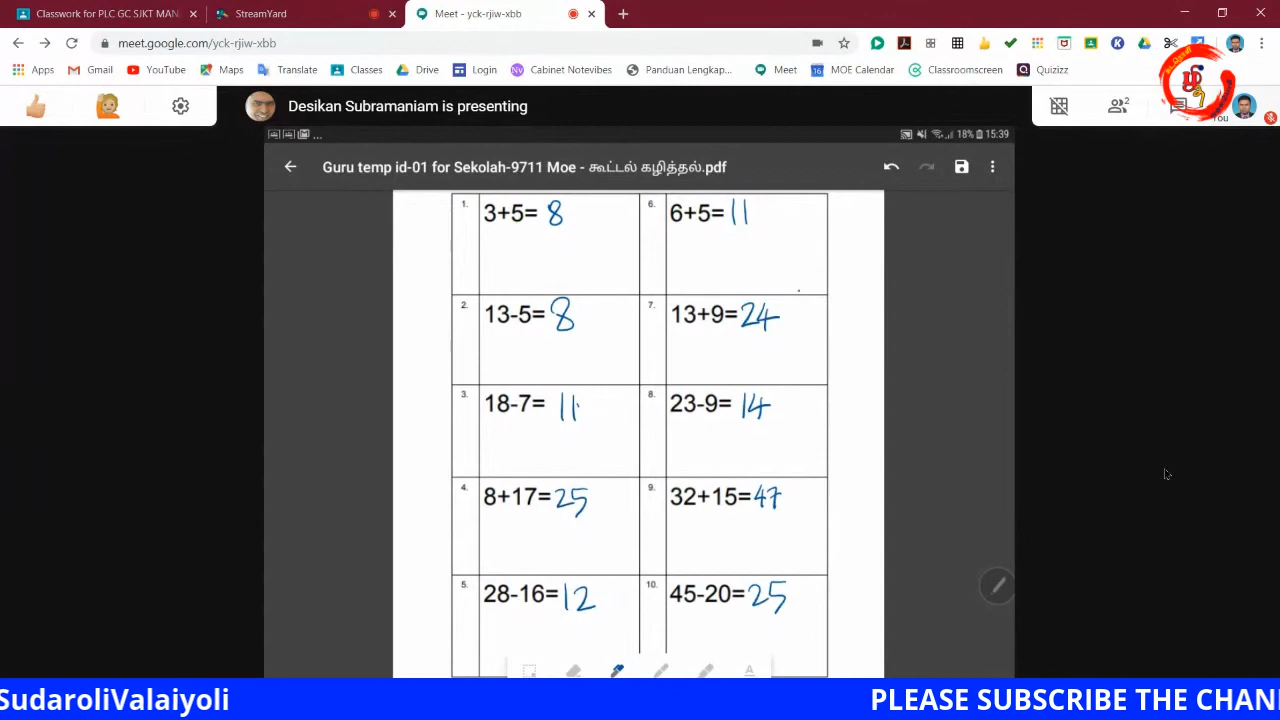 Classwork for PLC GC SJKT MAN
StreamYard
Meet - yck-rjiw-xbb
meet.google.com/yck-rjiw-xbb
Apps Gmail YouTube Maps Translate Classes Drive Login Cabinet Notevibes Panduan Lengkap... Meet MOE Calendar Classroomscreen Quizizz
Desikan Subramaniam is presenting
2
You
... 18% 15:39
Guru temp id-01 for Sekolah-9711 Moe - கூட்டல் கழித்தல்.pdf
1. 3+5= 8
6. 6+5= 11
2. 13-5= 8
7. 13+9= 24
3. 18-7= 11
8. 23-9= 14
4. 8+17= 25
9. 32+15= 47
5. 28-16= 12
10. 45-20= 25
SudaroliValaiyoli
PLEASE SUBSCRIBE THE CHAN